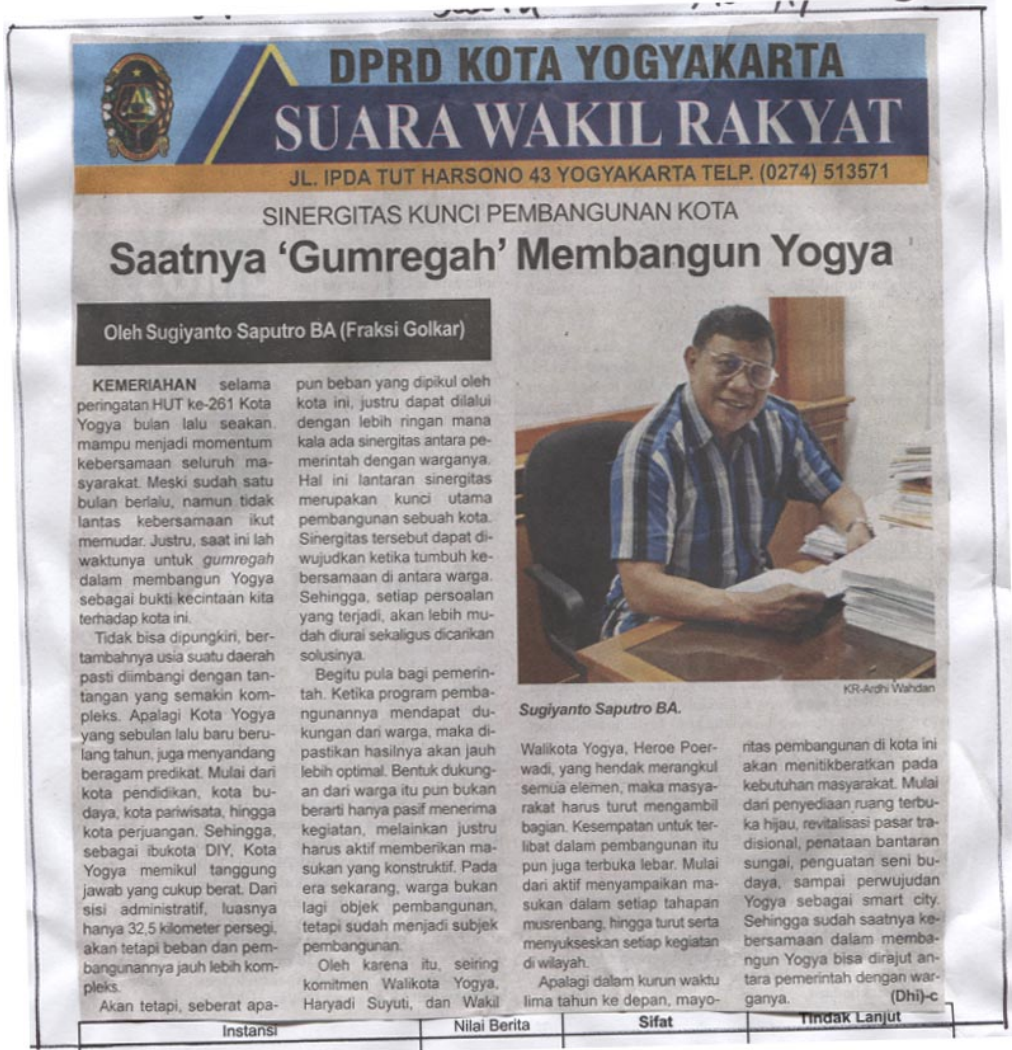 DPRD KOTA YOGYAKARTA
SUARA WAKIL RAKYAT
JL. IPDA TUT HARSONO 43 YOGYAKARTA TELP. (0274) 513571
SINERGITAS KUNCI PEMBANGUNAN KOTA
Saatnya 'Gumregah' Membangun Yogya
Oleh Sugiyanto Saputro BA (Fraksi Golkar)
KEMERIAHAN selama
peringatan HUT ke-261 Kota
Yogya bulan lalu seakan
mampu menjadi momentum
kebersamaan seluruh ma-
syarakat. Meski sudah satu
bulan berlalu, namun tidak
lantas kebersamaan ikut
memudar. Justru, saat ini lah
waktunya untuk gumregah
dalam membangun Yogya
sebagai bukti kecintaan kita
terhadap kota ini.
Tidak bisa dipungkiri, ber-
tambahnya usia suatu daerah
pasti diimbangi dengan tan-
tangan yang semakin kom-
pleks. Apalagi Kota Yogya
yang sebulan lalu baru beru-
lang tahun, juga menyandang
beragam predikat. Mulai dari
kota pendidikan, kota bu-
daya, kota pariwisata, hingga
kota perjuangan. Sehingga,
sebagai ibukota DIY, Kota
Yogya memikul tanggung
jawab yang cukup berat. Dari
sisi administratif, luasnya
hanya 32,5 kilometer persegi,
akan tetapi beban dan pem-
bangunannya jauh lebih kom-
pleks.
Akan tetapi, seberat apa-
pun beban yang dipikul oleh
kota ini, justru dapat dilalui
dengan lebih ringan mana
kala ada sinergitas antara pe-
merintah dengan warganya.
Hal ini lantaran sinergitas
merupakan kunci utama
pembangunan sebuah kota.
Sinergitas tersebut dapat di-
wujudkan ketika tumbuh ke-
bersamaan di antara warga.
Sehingga, setiap persoalan
yang terjadi, akan lebih mu-
dah diurai sekaligus dicarikan
solusinya.
Begitu pula bagi pemerin-
tah. Ketika program pemba-
ngunannya mendapat du-
kungan dari warga, maka di-
pastikan hasilnya akan jauh
lebih optimal. Bentuk dukung-
an dari warga itu pun bukan
berarti hanya pasif menerima
kegiatan, melainkan justru
harus aktif memberikan ma-
sukan yang konstruktif. Pada
era sekarang, warga bukan
lagi objek pembangunan,
tetapi sudah menjadi subjek
pembangunan.
Oleh karena itu, seiring
komitmen Walikota Yogya,
Haryadi Suyuti, dan Wakil
KR-Ardhi Wahdan
Sugiyanto Saputro BA.
Walikota Yogya, Heroe Poer-
wadi, yang hendak merangkul
semua elemen, maka masya-
rakat harus turut mengambil
bagian. Kesempatan untuk ter-
libat dalam pembangunan itu
pun juga terbuka lebar. Mulai
dari aktif menyampaikan ma-
sukan dalam setiap tahapan
musrenbang, hingga turut serta
menyukseskan setiap kegiatan
di wilayah.
Apalagi dalam kurun waktu
lima tahun ke depan, mayo-
ritas pembangunan di kota ini
akan menitikberatkan pada
kebutuhan masyarakat. Mulai
dari penyediaan ruang terbu-
ka hijau, revitalisasi pasar tra-
disional, penataan bantaran
sungai, penguatan seni bu-
daya, sampai perwujudan
Yogya sebagai smart city.
Sehingga sudah saatnya ke-
bersamaan dalam memba-
ngun Yogya bisa dirajut an-
tara pemerintah dengan war-
ganya. (Dhi)-c
Instansi Nilai Berita Sifat Tindak Lanjut